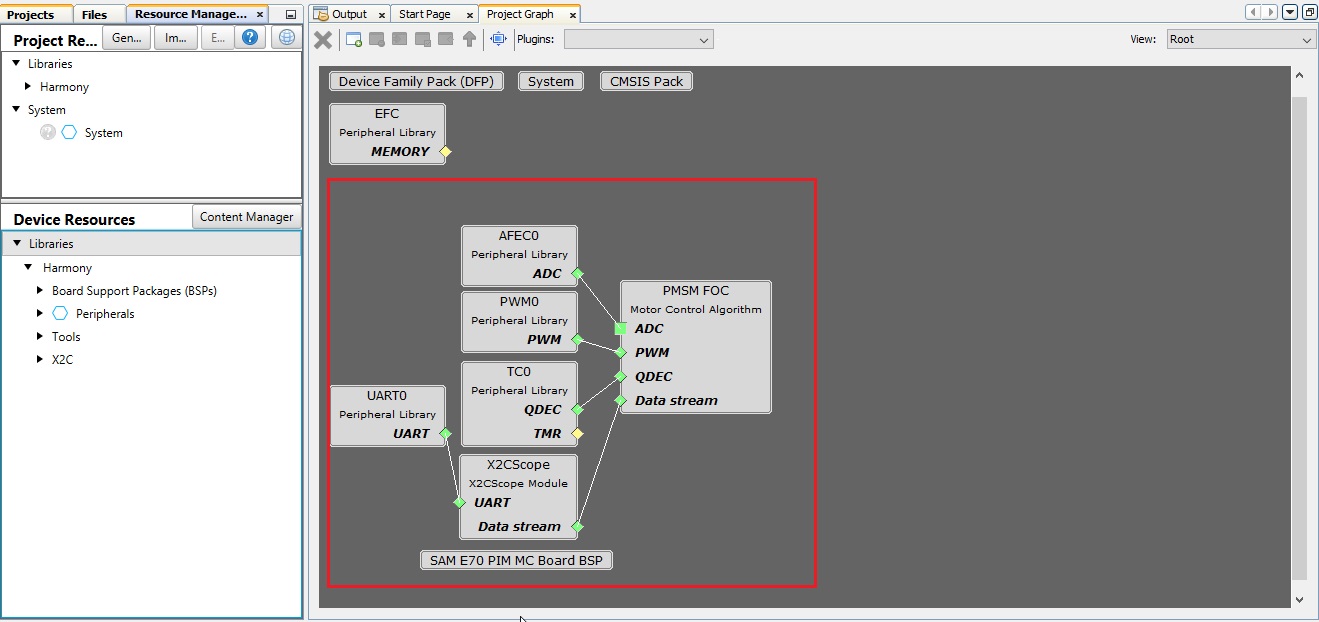 Projects
Files
Resource Manage... ×
Project Re...
Gen...
Im...
E...
?
Libraries
Harmony
System
?
System
Device Resources
Content Manager
Libraries
Harmony
Board Support Packages (BSPs)
Peripherals
Tools
X2C
Output ×
Start Page ×
Project Graph ×
Plugins:
View:
Root
Device Family Pack (DFP)
System
CMSIS Pack
EFC
Peripheral Library
MEMORY
AFEC0
Peripheral Library
ADC
PWM0
Peripheral Library
PWM
TC0
Peripheral Library
QDEC
TMR
UART0
Peripheral Library
UART
X2CScope
X2CScope Module
UART
Data stream
PMSM FOC
Motor Control Algorithm
ADC
PWM
QDEC
Data stream
SAM E70 PIM MC Board BSP